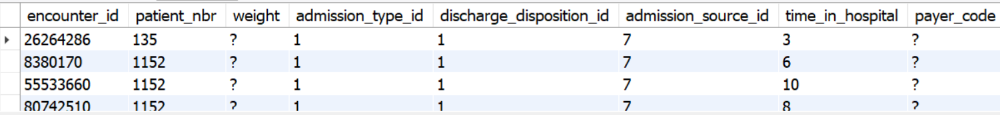 encounter_id patient_nbr weight admission_type_id discharge_disposition_id admission_source_id time_in_hospital payer_code
26264286 135 ? 1 1 7 3 ?
8380170 1152 ? 1 1 7 6 ?
55533660 1152 ? 1 1 7 10 ?
80742510 1152 ? 1 1 7 8 ?